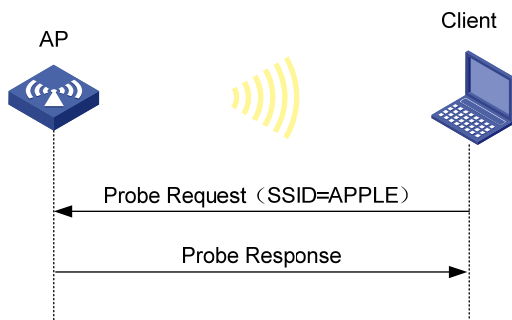 Client
AP
Probe Request（SSID=APPLE）
Probe Response